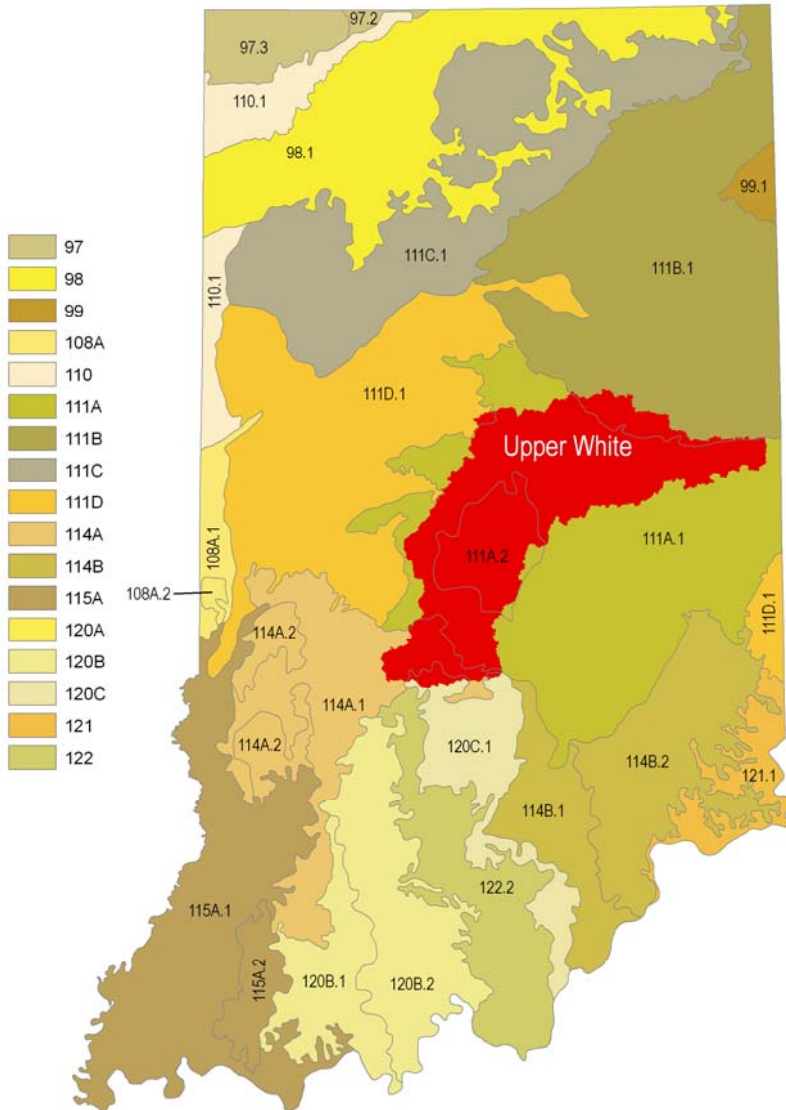 97.2
97.3
110.1
98.1
99.1
97
98
99
108A
110
111A
111B
111C
111D
114A
114B
115A
120A
120B
120C
121
122
111C.1
111B.1
110.1
111D.1
Upper White
108A.1
111A.2
111A.1
108A.2
111D.1
114A.2
114A.1
114A.2
120C.1
114B.2
121.1
114B.1
122.2
115A.1
115A.2
120B.1
120B.2